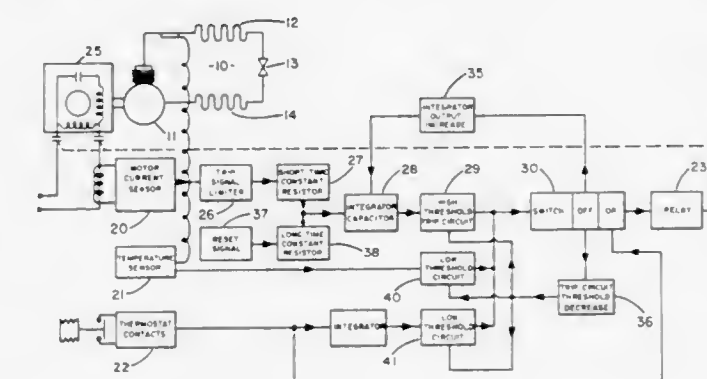 12
25
-10-
13
14
11
35
INTEGRATOR
OUTPUT
INCREASE
27
28
29
30
23
MOTOR
CURRENT
SENSOR
20
TRIP
SIGNAL
LIMITER
26
SHORT TIME
CONSTANT
RESISTOR
INTEGRATOR
CAPACITOR
HIGH
THRESHOLD
TRIP CIRCUIT
SWITCH
OFF
RELAY
37
RESET
SIGNAL
LONG TIME
CONSTANT
RESISTOR
38
TEMPERATURE
SENSOR
21
LOW
THRESHOLD
CIRCUIT
40
TRIP CIRCUIT
THRESHOLD
DECREASE
36
THERMOSTAT
CONTACTS
22
INTEGRATOR
LOW
THRESHOLD
CIRCUIT
41